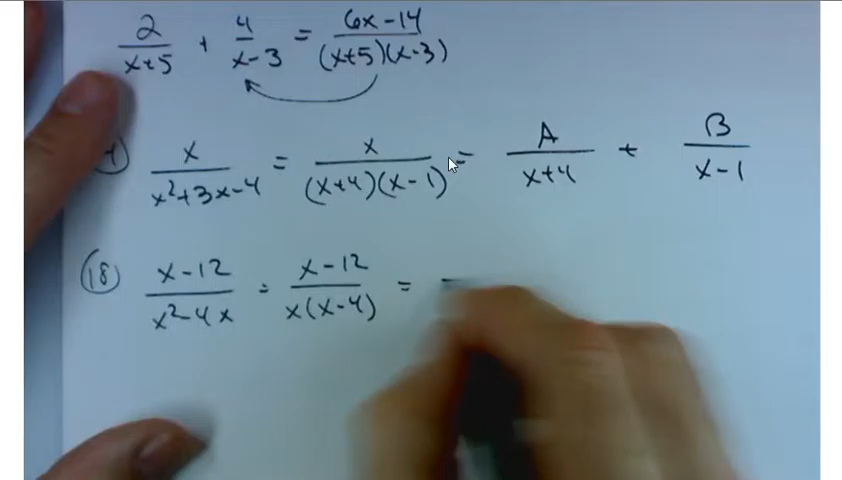 2/(x+5) + 4/(x-3) = (6x-14)/((x+5)(x-3))
x/(x²+3x-4) = x/((x+4)(x-1)) = A/(x+4) + B/(x-1)
(18) (x-12)/(x²-4x) = (x-12)/(x(x-4)) =